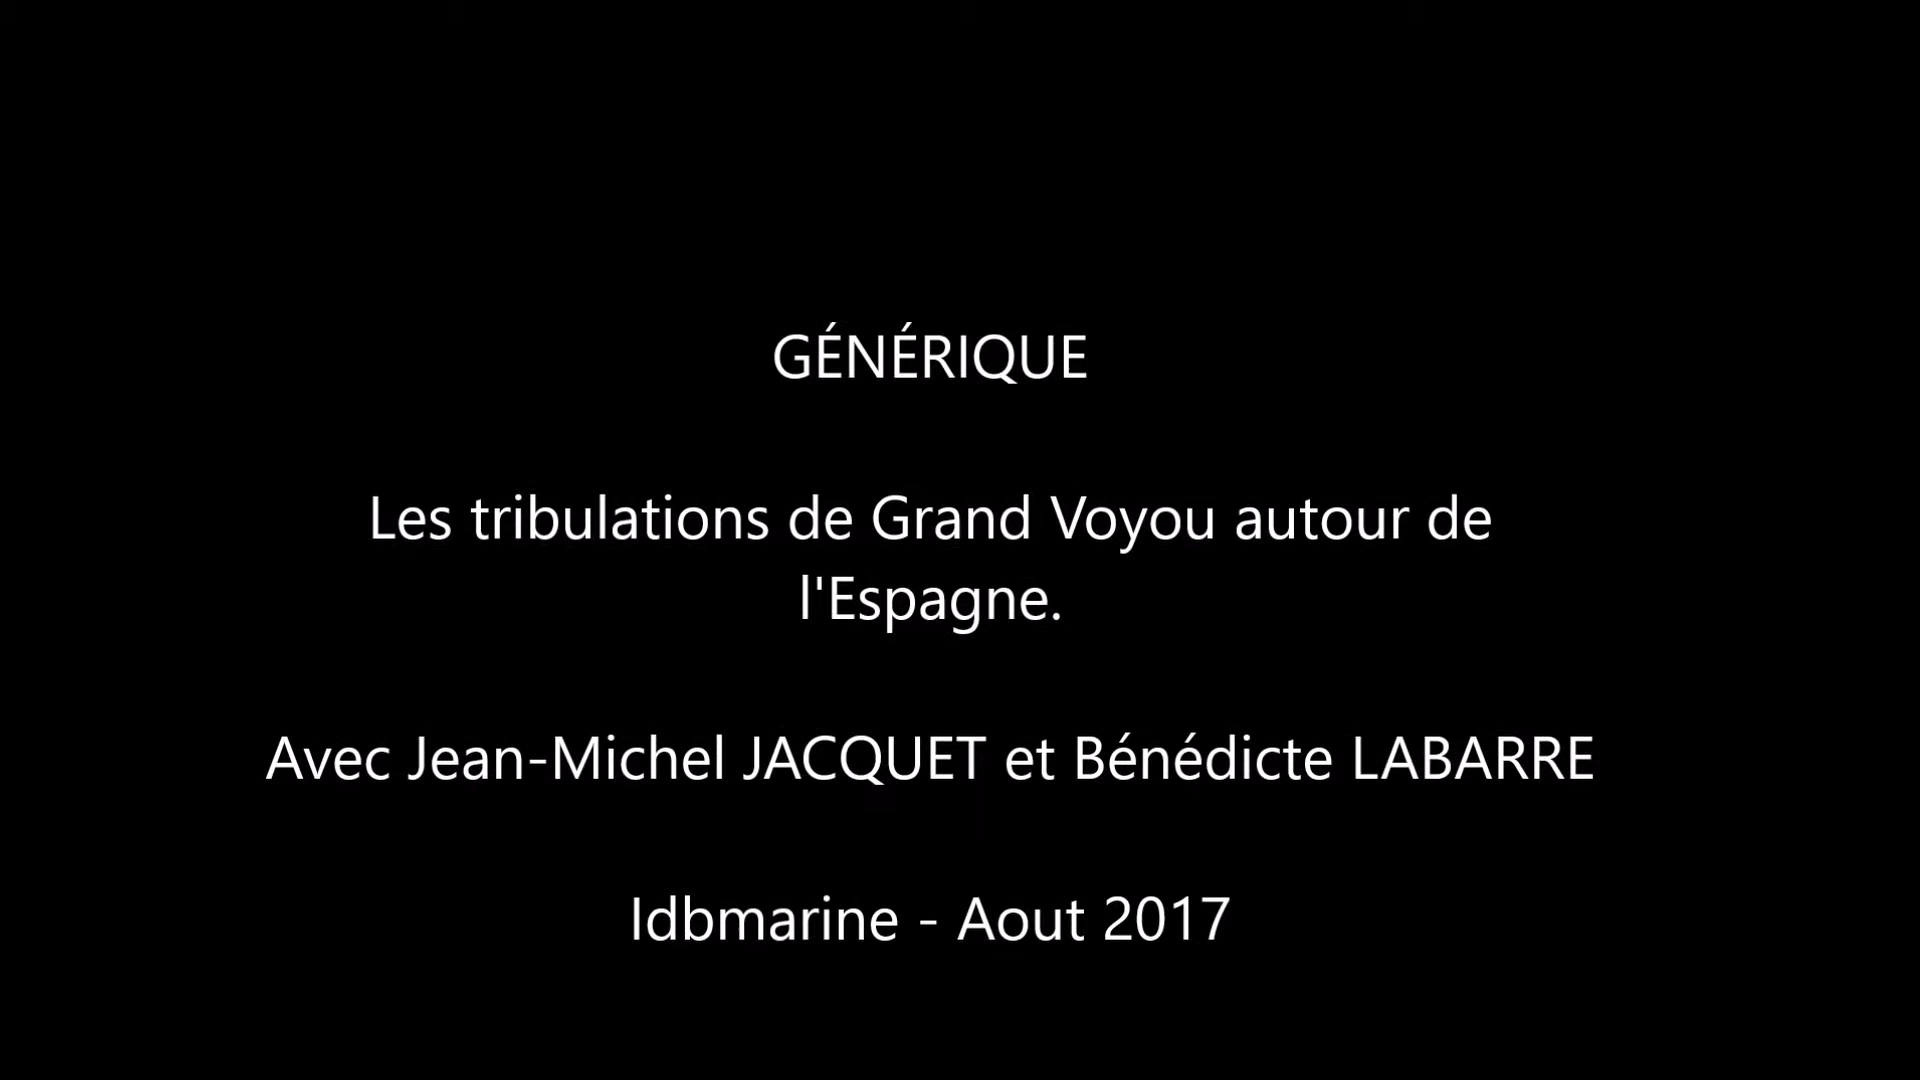 GÉNÉRIQUE
Les tribulations de Grand Voyou autour de
l'Espagne.
Avec Jean-Michel JACQUET et Bénédicte LABARRE
Idbmarine - Aout 2017